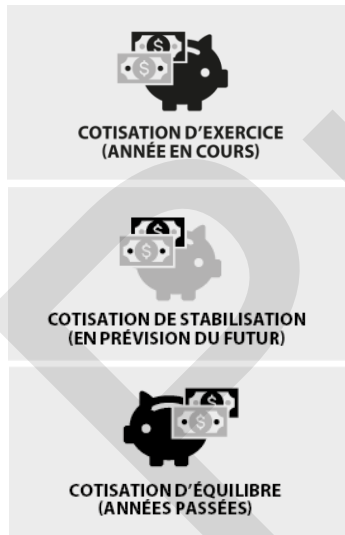 COTISATION D'EXERCICE
(ANNÉE EN COURS)
COTISATION DE STABILISATION
(EN PRÉVISION DU FUTUR)
COTISATION D'ÉQUILIBRE
(ANNÉES PASSÉES)